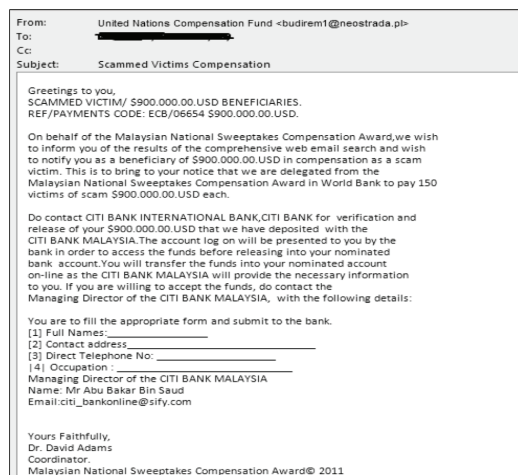 From: United Nations Compensation Fund <budirem1@neostrada.pl>
To:
Cc:
Subject: Scammed Victims Compensation
Greetings to you,
SCAMMED VICTIM/ $900.000.00.USD BENEFICIARIES.
REF/PAYMENTS CODE: ECB/06654 $900.000.00.USD.
On behalf of the Malaysian National Sweeptakes Compensation Award,we wish
to inform you of the results of the comprehensive web email search and wish
to notify you as a beneficiary of $900.000.00.USD in compensation as a scam
victim. This is to bring to your notice that we are delegated from the
Malaysian National Sweeptakes Compensation Award in World Bank to pay 150
victims of scam $900.000.00.USD each.
Do contact CITI BANK INTERNATIONAL BANK,CITI BANK for verification and
release of your $900.000.00.USD that we have deposited with the
CITI BANK MALAYSIA.The account log on will be presented to you by the
bank in order to access the funds before releasing into your nominated
bank account.You will transfer the funds into your nominated account
on-line as the CITI BANK MALAYSIA will provide the necessary information
to you. If you are willing to accept the funds, do contact the
Managing Director of the CITI BANK MALAYSIA, with the following details:
You are to fill the appropriate form and submit to the bank.
[1] Full Names:
[2] Contact address
[3] Direct Telephone No:
|4| Occupation :
Managing Director of the CITI BANK MALAYSIA
Name: Mr Abu Bakar Bin Saud
Email:citi_bankonline@sify.com
Yours Faithfully,
Dr. David Adams
Coordinator.
Malaysian National Sweeptakes Compensation Award© 2011